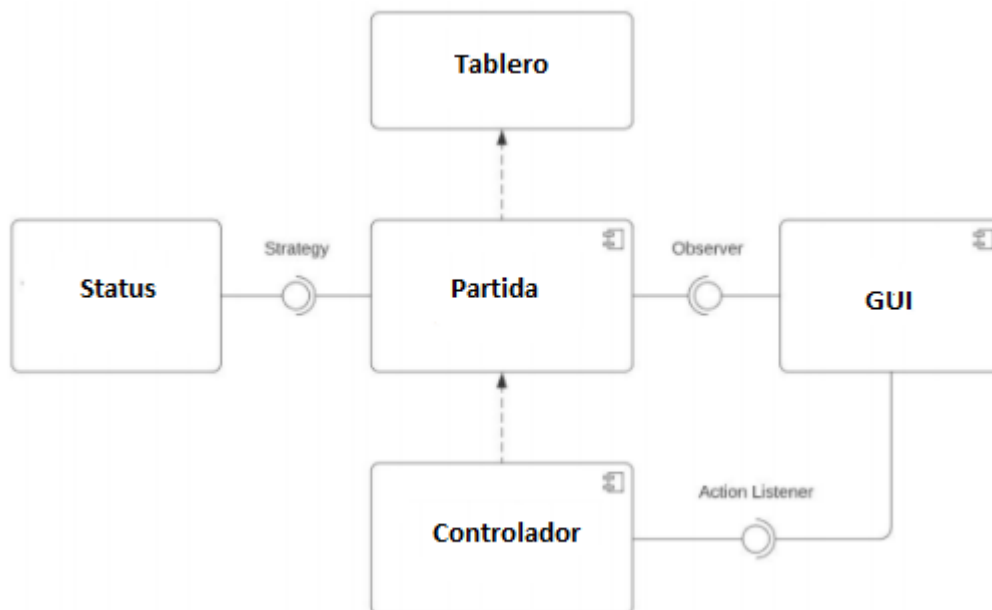 Tablero
Strategy
Observer
Status
Partida
GUI
Action Listener
Controlador